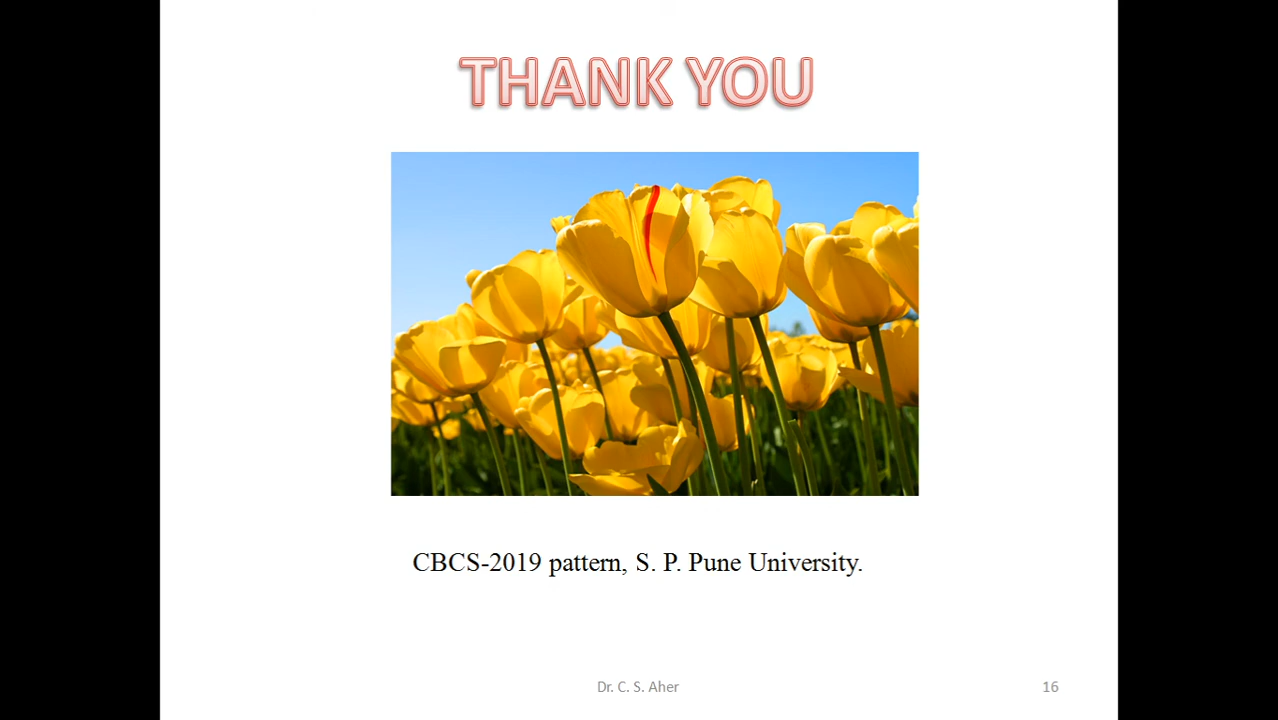 THANK YOU
CBCS-2019 pattern, S. P. Pune University.
Dr. C. S. Aher
16